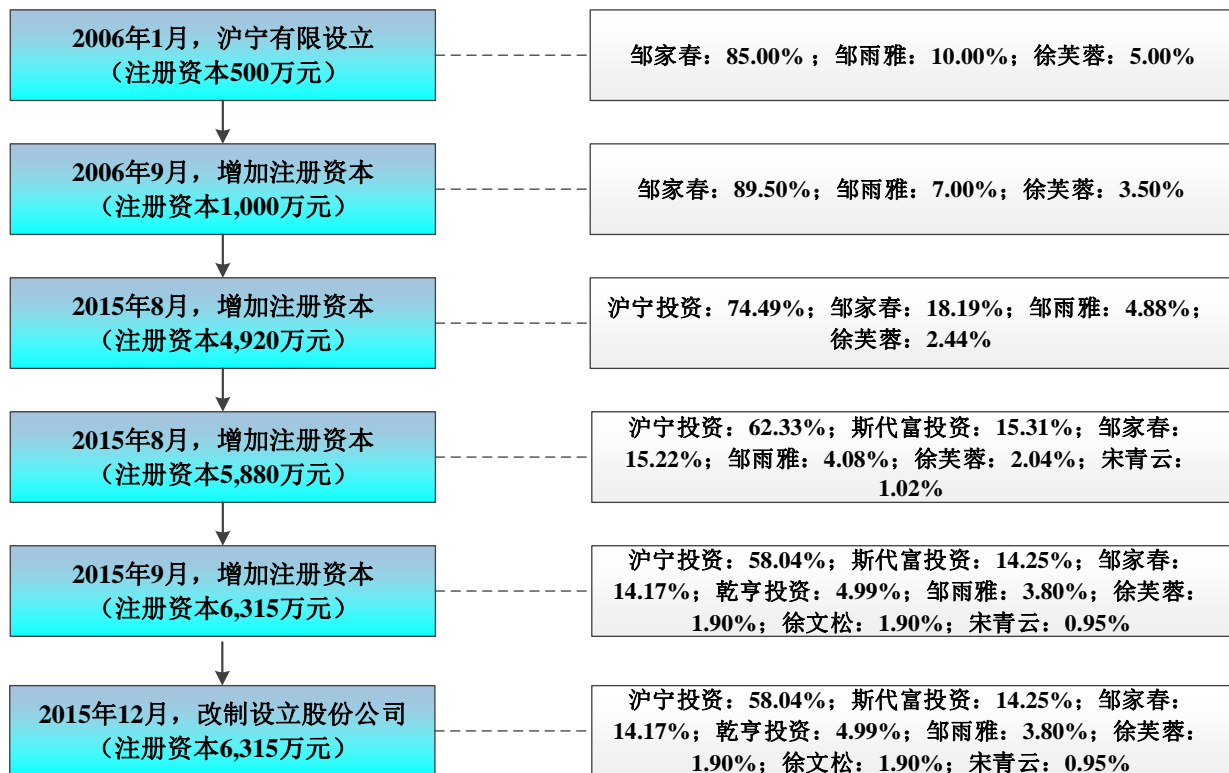 2006年1月，沪宁有限设立
（注册资本500万元）
邹家春：85.00% ；邹雨雅：10.00%；徐芙蓉：5.00%
2006年9月，增加注册资本
（注册资本1,000万元）
邹家春：89.50%；邹雨雅：7.00%；徐芙蓉：3.50%
2015年8月，增加注册资本
（注册资本4,920万元）
沪宁投资：74.49%；邹家春：18.19%；邹雨雅：4.88%；
徐芙蓉：2.44%
2015年8月，增加注册资本
（注册资本5,880万元）
沪宁投资：62.33%；斯代富投资：15.31%；邹家春：
15.22%；邹雨雅：4.08%；徐芙蓉：2.04%；宋青云：
1.02%
2015年9月，增加注册资本
（注册资本6,315万元）
沪宁投资：58.04%；斯代富投资：14.25%；邹家春：
14.17%；乾亨投资：4.99%；邹雨雅：3.80%；徐芙蓉：
1.90%；徐文松：1.90%；宋青云：0.95%
2015年12月，改制设立股份公司
（注册资本6,315万元）
沪宁投资：58.04%；斯代富投资：14.25%；邹家春：
14.17%；乾亨投资：4.99%；邹雨雅：3.80%；徐芙蓉：
1.90%；徐文松：1.90%；宋青云：0.95%